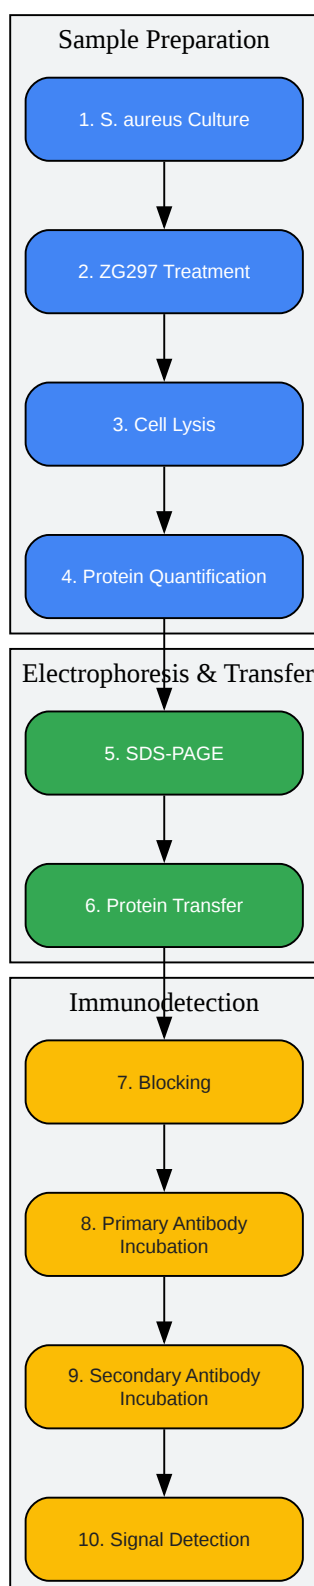 Sample Preparation
1. S. aureus Culture
2. ZG297 Treatment
3. Cell Lysis
4. Protein Quantification
Electrophoresis & Transfer
5. SDS-PAGE
6. Protein Transfer
Immunodetection
7. Blocking
8. Primary Antibody
Incubation
9. Secondary Antibody
Incubation
10. Signal Detection